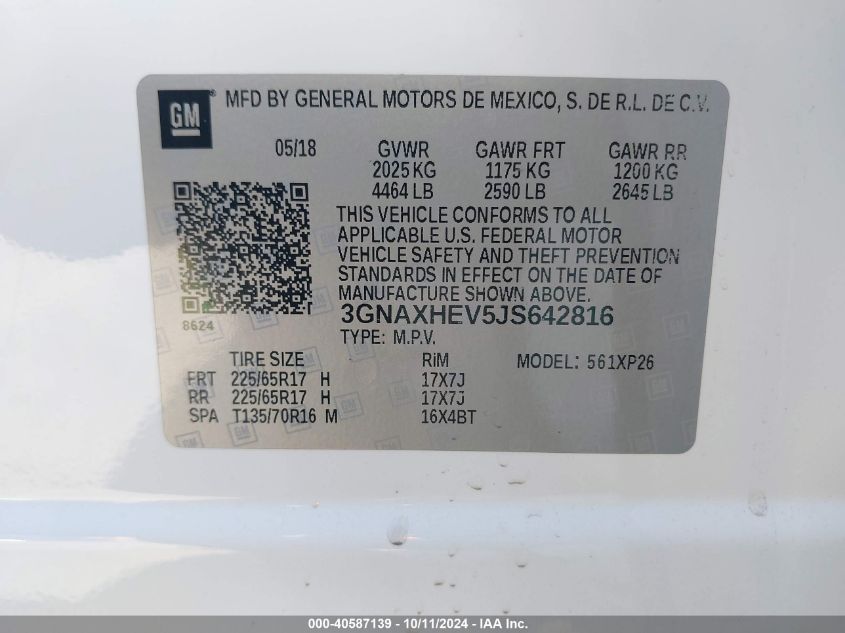 GM
MFD BY GENERAL MOTORS DE MEXICO, S. DE R.L. DE C.V.
05/18 GVWR GAWR FRT GAWR RR
2025 KG 1175 KG 1200 KG
4464 LB 2590 LB 2645 LB
THIS VEHICLE CONFORMS TO ALL
APPLICABLE U.S. FEDERAL MOTOR
VEHICLE SAFETY AND THEFT PREVENTION
STANDARDS IN EFFECT ON THE DATE OF
MANUFACTURE SHOWN ABOVE.
8624 3GNAXHEV5JS642816
TYPE: M.P.V.
TIRE SIZE RIM MODEL: 561XP26
FRT 225/65R17 H 17X7J
RR 225/65R17 H 17X7J
SPA T135/70R16 M 16X4BT
000-40587139 - 10/11/2024 - IAAI.com.